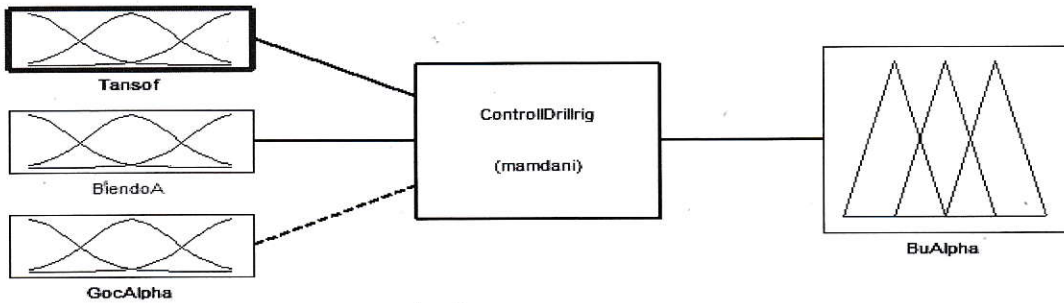 Tansof
BiendoA
GocAlpha
ControllDrillrig
(mamdani)
BuAlpha